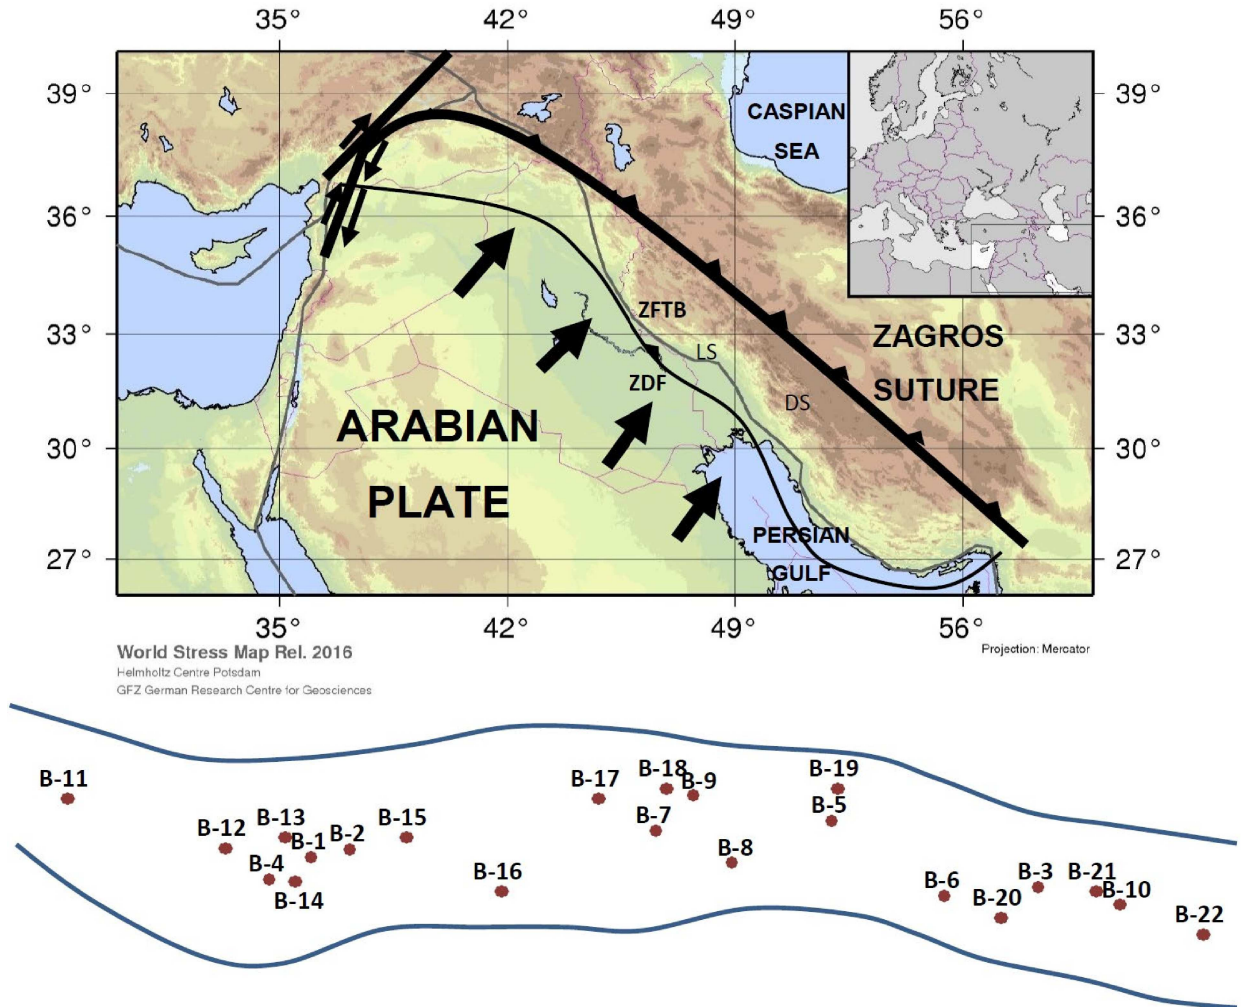 35° 42° 49° 56°
39° 39°
CASPIAN
SEA
36° 36°
ZFTB
33° 33°
ZAGROS
LS
SUTURE
ZDF
DS
ARABIAN
30° 30°
PLATE
PERSIAN
27° 27°
GULF
35° 42° 49° 56°
World Stress Map Rel. 2016 Projection: Mercator
Helmholtz Centre Potsdam
GFZ German Research Centre for Geosciences
B-11 B-17 B-18 B-9 B-19
B-12 B-13 B-1 B-2 B-15 B-7 B-5
B-4 B-16 B-8
B-14 B-6 B-3 B-21 B-10
B-20 B-22